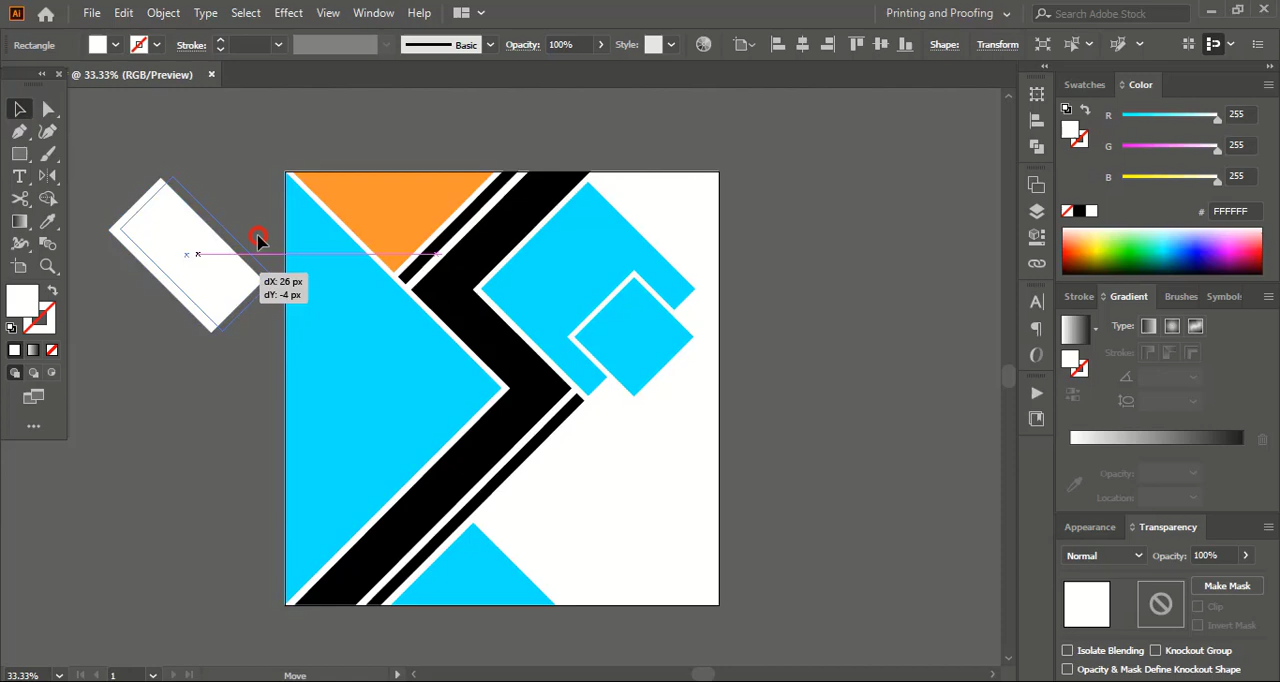 Ai File Edit Object Type Select Effect View Window Help Printing and Proofing Search Adobe Stock
Rectangle Stroke: Basic Opacity: 100% Style: Shape: Transform
@ 33.33% (RGB/Preview)
Swatches Color
R 255
G 255
B 255
# FFFFFF
dX: 26 px
dY: -4 px
Stroke Gradient Brushes Symbol:
Type:
Stroke:
Opacity:
Location:
Appearance Transparency
Normal Opacity: 100%
Make Mask
Clip
Invert Mask
Isolate Blending Knockout Group
Opacity & Mask Define Knockout Shape
33.33% 1 Move